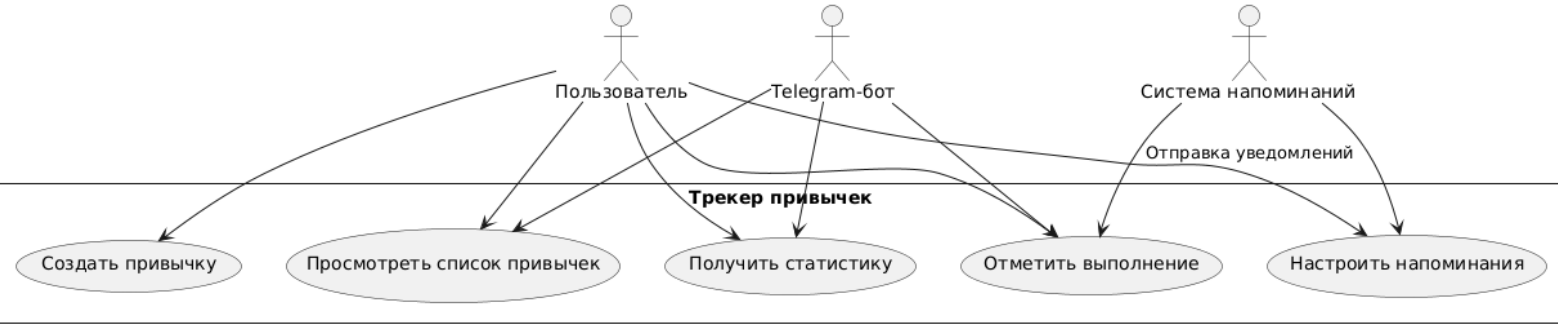 Пользователь
Telegram-бот
Система напоминаний
Отправка уведомлений
Трекер привычек
Создать привычку
Просмотреть список привычек
Получить статистику
Отметить выполнение
Настроить напоминания